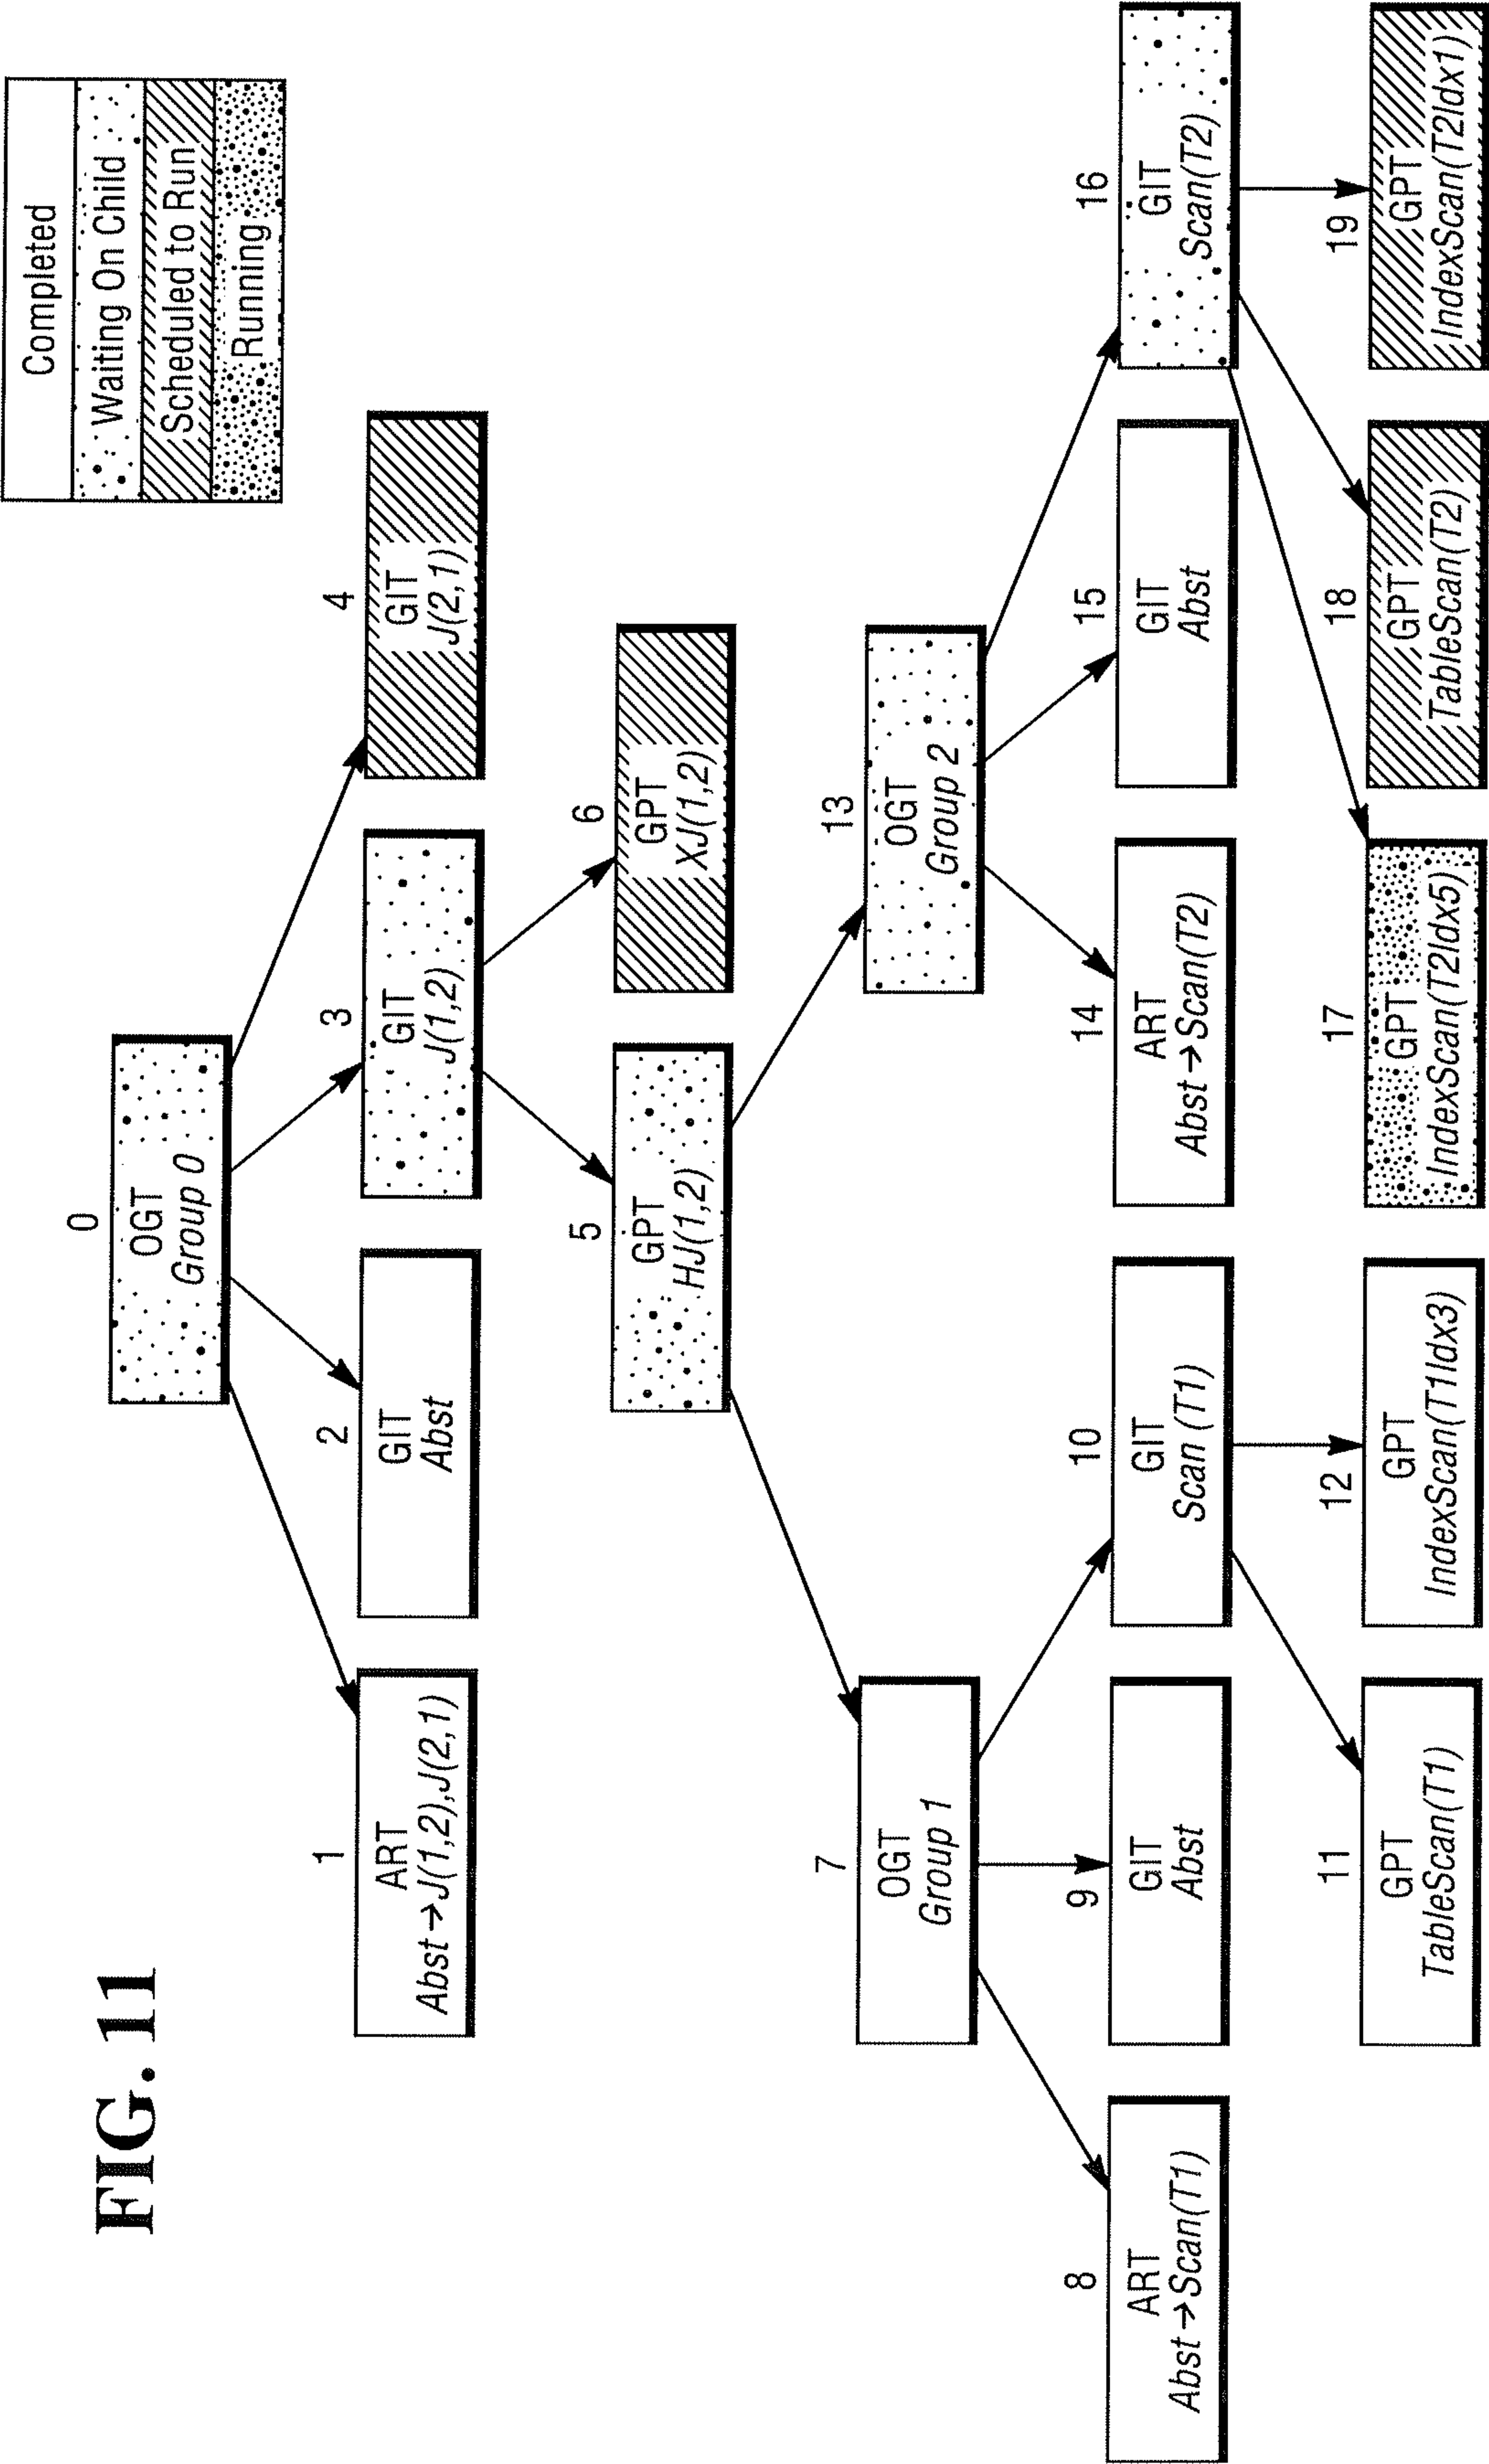 FIG. 11
Completed
Waiting On Child
Scheduled to Run
Running
0
OGT
Group 0
1
ART
Abst→J(1,2),J(2,1)
2
GIT
Abst
3
GIT
J(1,2)
4
GIT
J(2,1)
5
GPT
HJ(1,2)
6
GPT
XJ(1,2)
7
OGT
Group 1
13
OGT
Group 2
8
ART
Abst→Scan(T1)
9
GIT
Abst
10
GIT
Scan (T1)
14
ART
Abst→Scan(T2)
15
GIT
Abst
16
GIT
Scan(T2)
11
GPT
TableScan(T1)
12
GPT
IndexScan(T1Idx3)
17
GPT
IndexScan(T2Idx5)
18
GPT
TableScan(T2)
19
GPT
IndexScan(T2Idx1)